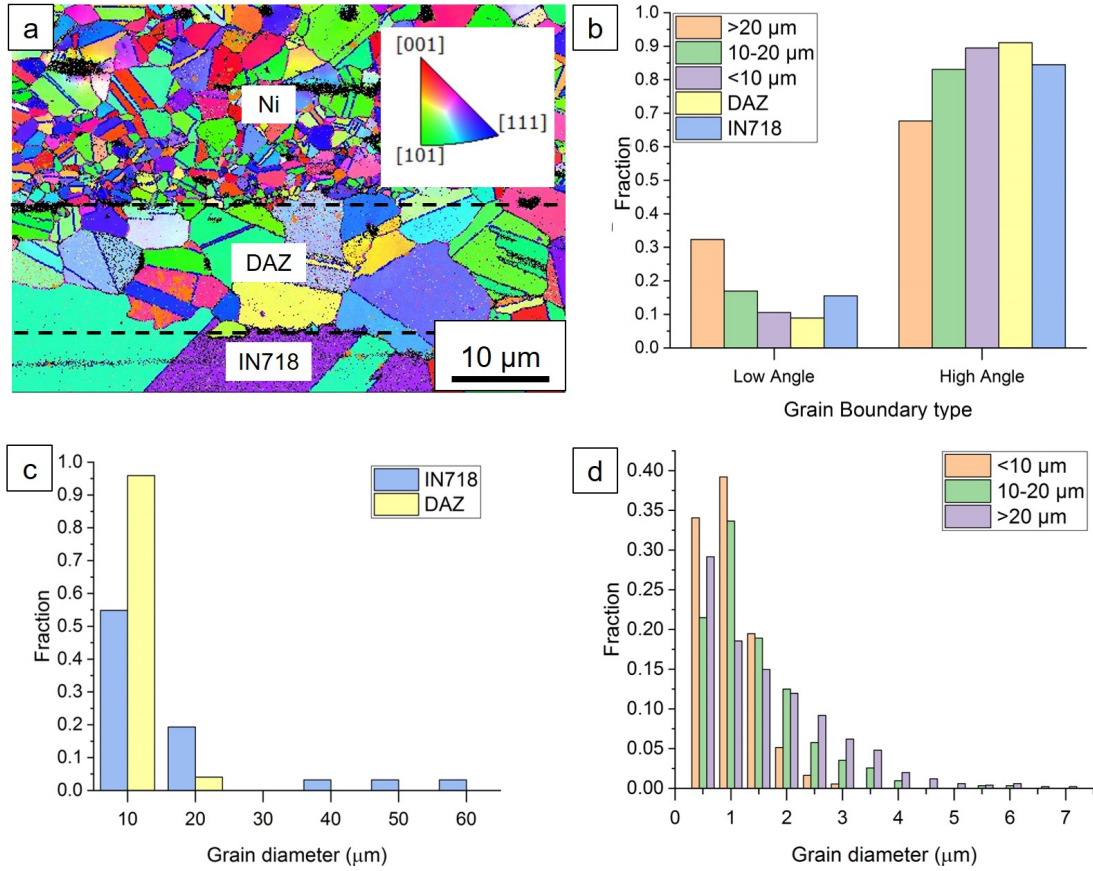 a
Ni
[001]
[111]
[101]
DAZ
IN718
10 µm
b
1.0
0.9
0.8
0.7
0.6
0.5
0.4
0.3
0.2
0.1
0.0
Fraction
>20 µm
10-20 µm
<10 µm
DAZ
IN718
Low Angle High Angle
Grain Boundary type
c
1.0
0.9
0.8
0.7
0.6
0.5
0.4
0.3
0.2
0.1
0.0
Fraction
IN718
DAZ
10 20 30 40 50 60
Grain diameter (µm)
d
0.40
0.35
0.30
0.25
0.20
0.15
0.10
0.05
0.00
Fraction
<10 µm
10-20 µm
>20 µm
0 1 2 3 4 5 6 7
Grain diameter (µm)